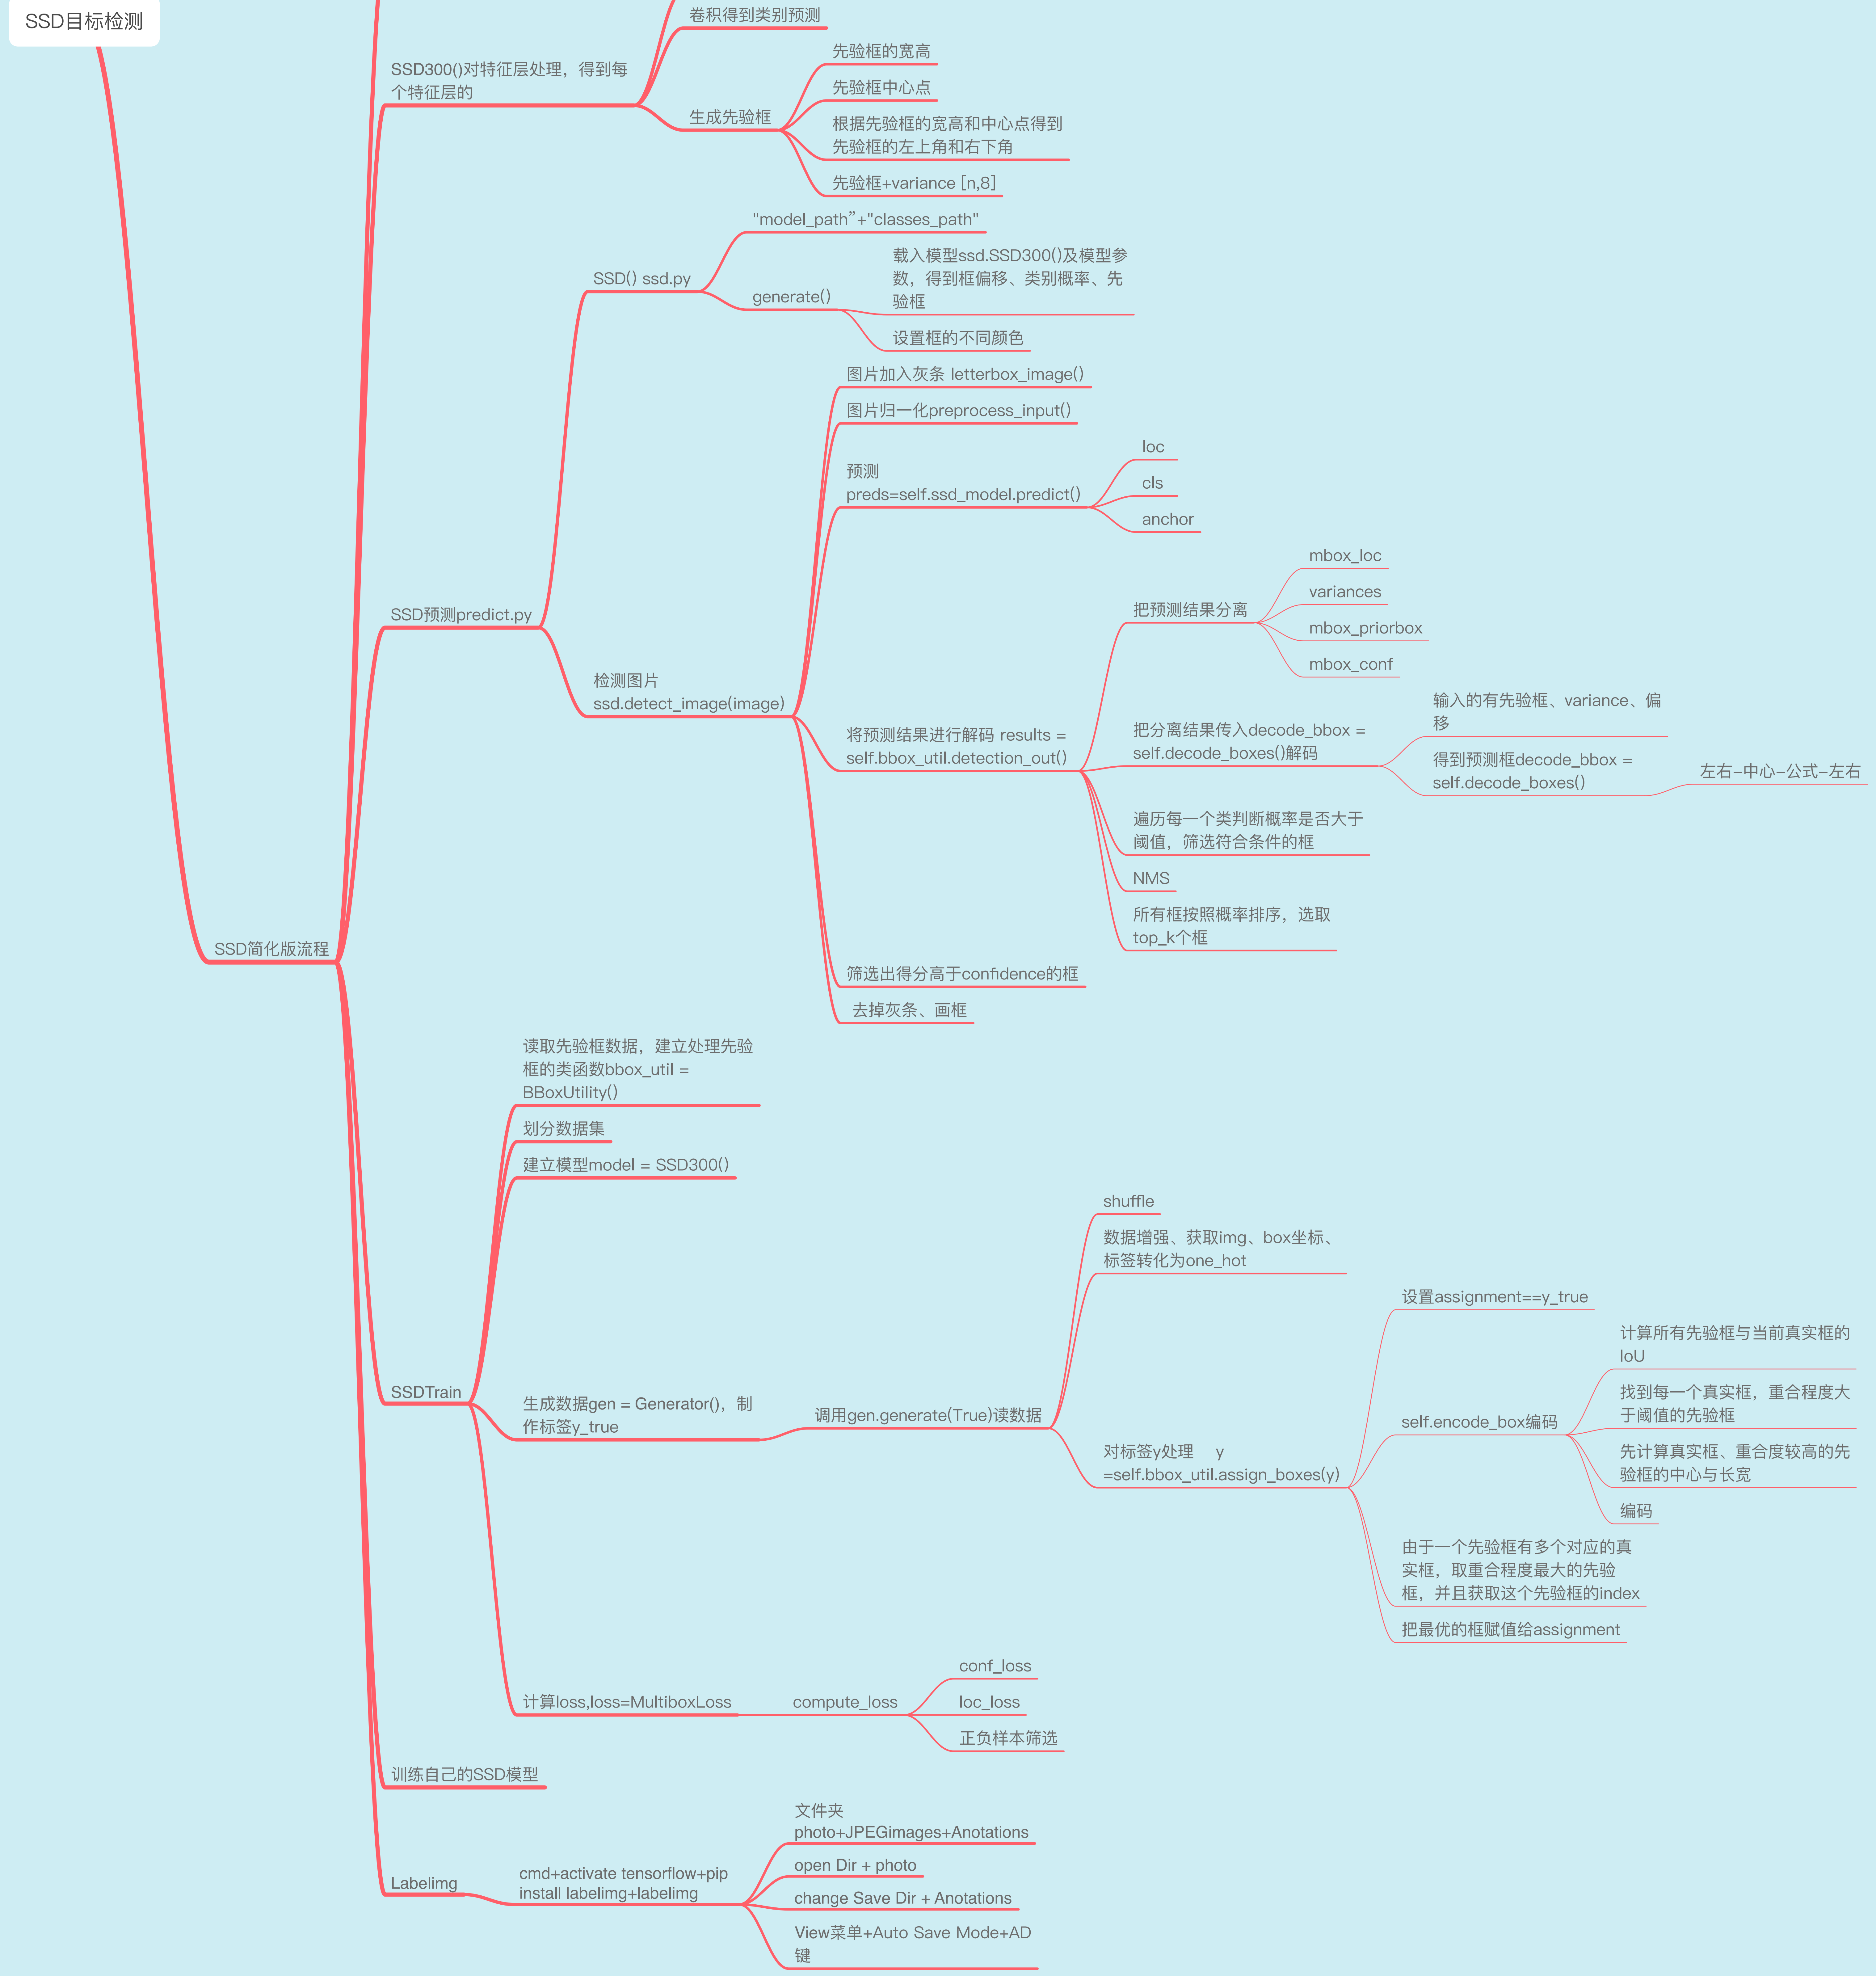 SSD目标检测
卷积得到类别预测
SSD300()对特征层处理，得到每
个特征层的
先验框的宽高
先验框中心点
生成先验框
根据先验框的宽高和中心点得到
先验框的左上角和右下角
先验框+variance [n,8]
"model_path”+"classes_path"
SSD() ssd.py
generate()
载入模型ssd.SSD300()及模型参
数，得到框偏移、类别概率、先
验框
设置框的不同颜色
图片加入灰条 letterbox_image()
图片归一化preprocess_input()
预测
preds=self.ssd_model.predict()
loc
cls
anchor
SSD预测predict.py
检测图片
ssd.detect_image(image)
将预测结果进行解码 results =
self.bbox_util.detection_out()
把预测结果分离
mbox_loc
variances
mbox_priorbox
mbox_conf
把分离结果传入decode_bbox =
self.decode_boxes()解码
输入的有先验框、variance、偏
移
得到预测框decode_bbox =
self.decode_boxes()
左右-中心-公式-左右
遍历每一个类判断概率是否大于
阈值，筛选符合条件的框
NMS
所有框按照概率排序，选取
top_k个框
筛选出得分高于confidence的框
去掉灰条、画框
SSD简化版流程
读取先验框数据，建立处理先验
框的类函数bbox_util =
BBoxUtility()
划分数据集
建立模型model = SSD300()
SSDTrain
生成数据gen = Generator()，制
作标签y_true
调用gen.generate(True)读数据
shuffle
数据增强、获取img、box坐标、
标签转化为one_hot
对标签y处理 y
=self.bbox_util.assign_boxes(y)
设置assignment==y_true
self.encode_box编码
计算所有先验框与当前真实框的
IoU
找到每一个真实框，重合程度大
于阈值的先验框
先计算真实框、重合度较高的先
验框的中心与长宽
编码
由于一个先验框有多个对应的真
实框，取重合程度最大的先验
框，并且获取这个先验框的index
把最优的框赋值给assignment
计算loss,loss=MultiboxLoss
compute_loss
conf_loss
loc_loss
正负样本筛选
训练自己的SSD模型
Labelimg
cmd+activate tensorflow+pip
install labelimg+labelimg
文件夹
photo+JPEGimages+Anotations
open Dir + photo
change Save Dir + Anotations
View菜单+Auto Save Mode+AD
键